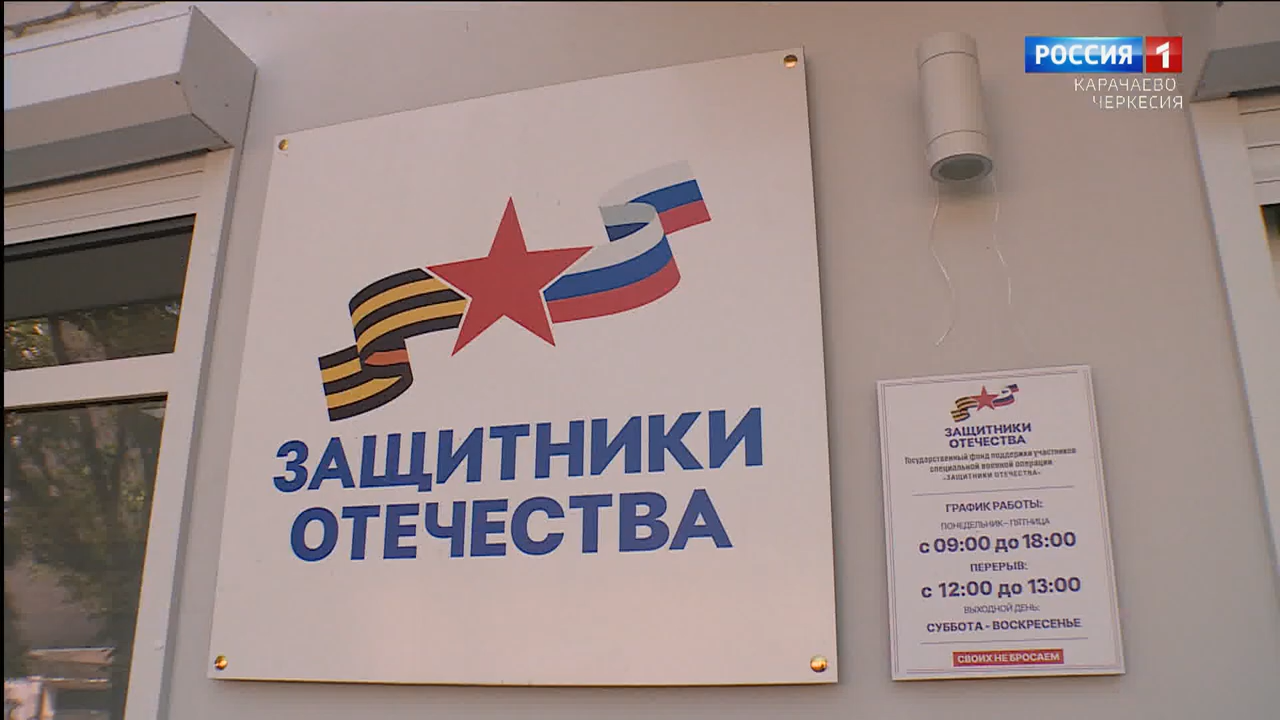 РОССИЯ 1
КАРАЧАЕВО
ЧЕРКЕСИЯ
ЗАЩИТНИКИ
ОТЕЧЕСТВА
ЗАЩИТНИКИ
ОТЕЧЕСТВА
Государственный фонд поддержки участников
специальной военной операции
«ЗАЩИТНИКИ ОТЕЧЕСТВА»
ГРАФИК РАБОТЫ:
ПОНЕДЕЛЬНИК-ПЯТНИЦА
с 09:00 до 18:00
ПЕРЕРЫВ:
с 12:00 до 13:00
ВЫХОДНОЙ ДЕНЬ:
СУББОТА - ВОСКРЕСЕНЬЕ
СВОИХ НЕ БРОСАЕМ